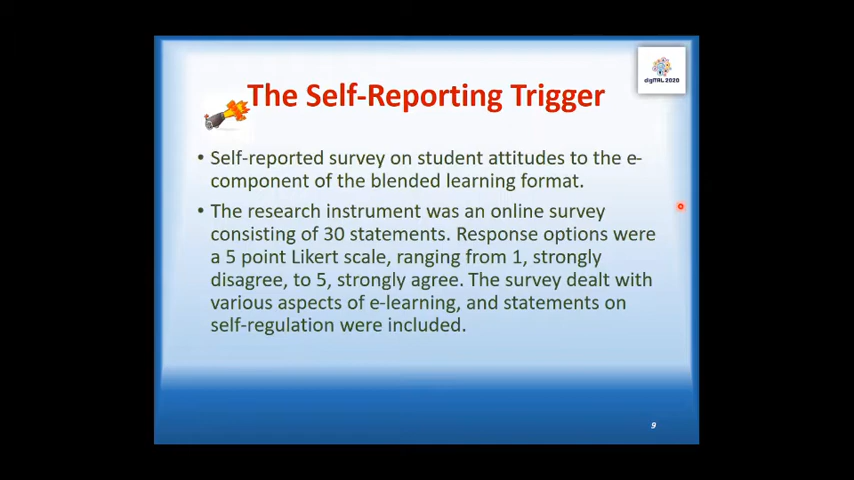 digITAL 2020
The Self-Reporting Trigger
• Self-reported survey on student attitudes to the e-
component of the blended learning format.
• The research instrument was an online survey
consisting of 30 statements. Response options were
a 5 point Likert scale, ranging from 1, strongly
disagree, to 5, strongly agree. The survey dealt with
various aspects of e-learning, and statements on
self-regulation were included.
9